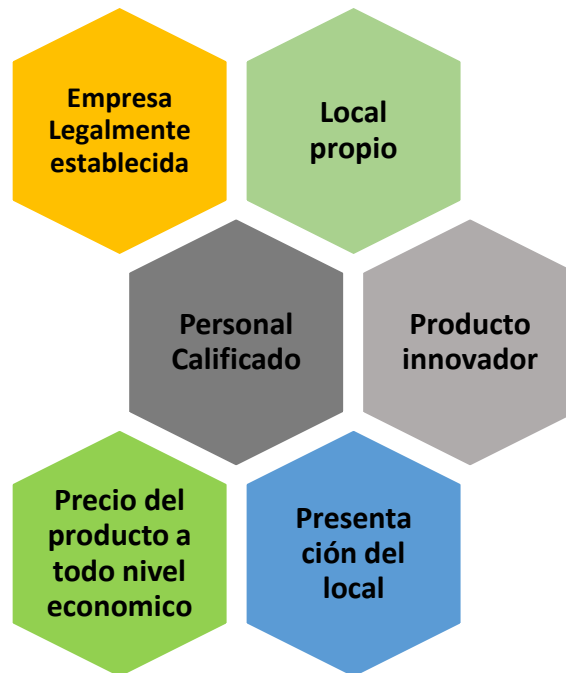 Empresa
Legalmente
establecida
Local
propio
Personal
Calificado
Producto
innovador
Precio del
producto a
todo nivel
economico
Presenta
ción del
local